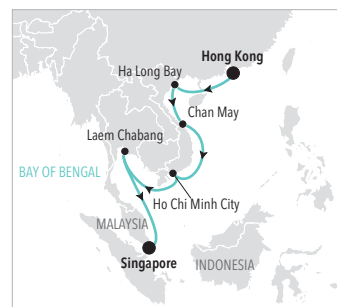 Hong Kong
Ha Long Bay
Chan May
Laem Chabang
BAY OF BENGAL
Ho Chi Minh City
MALAYSIA
Singapore
INDONESIA